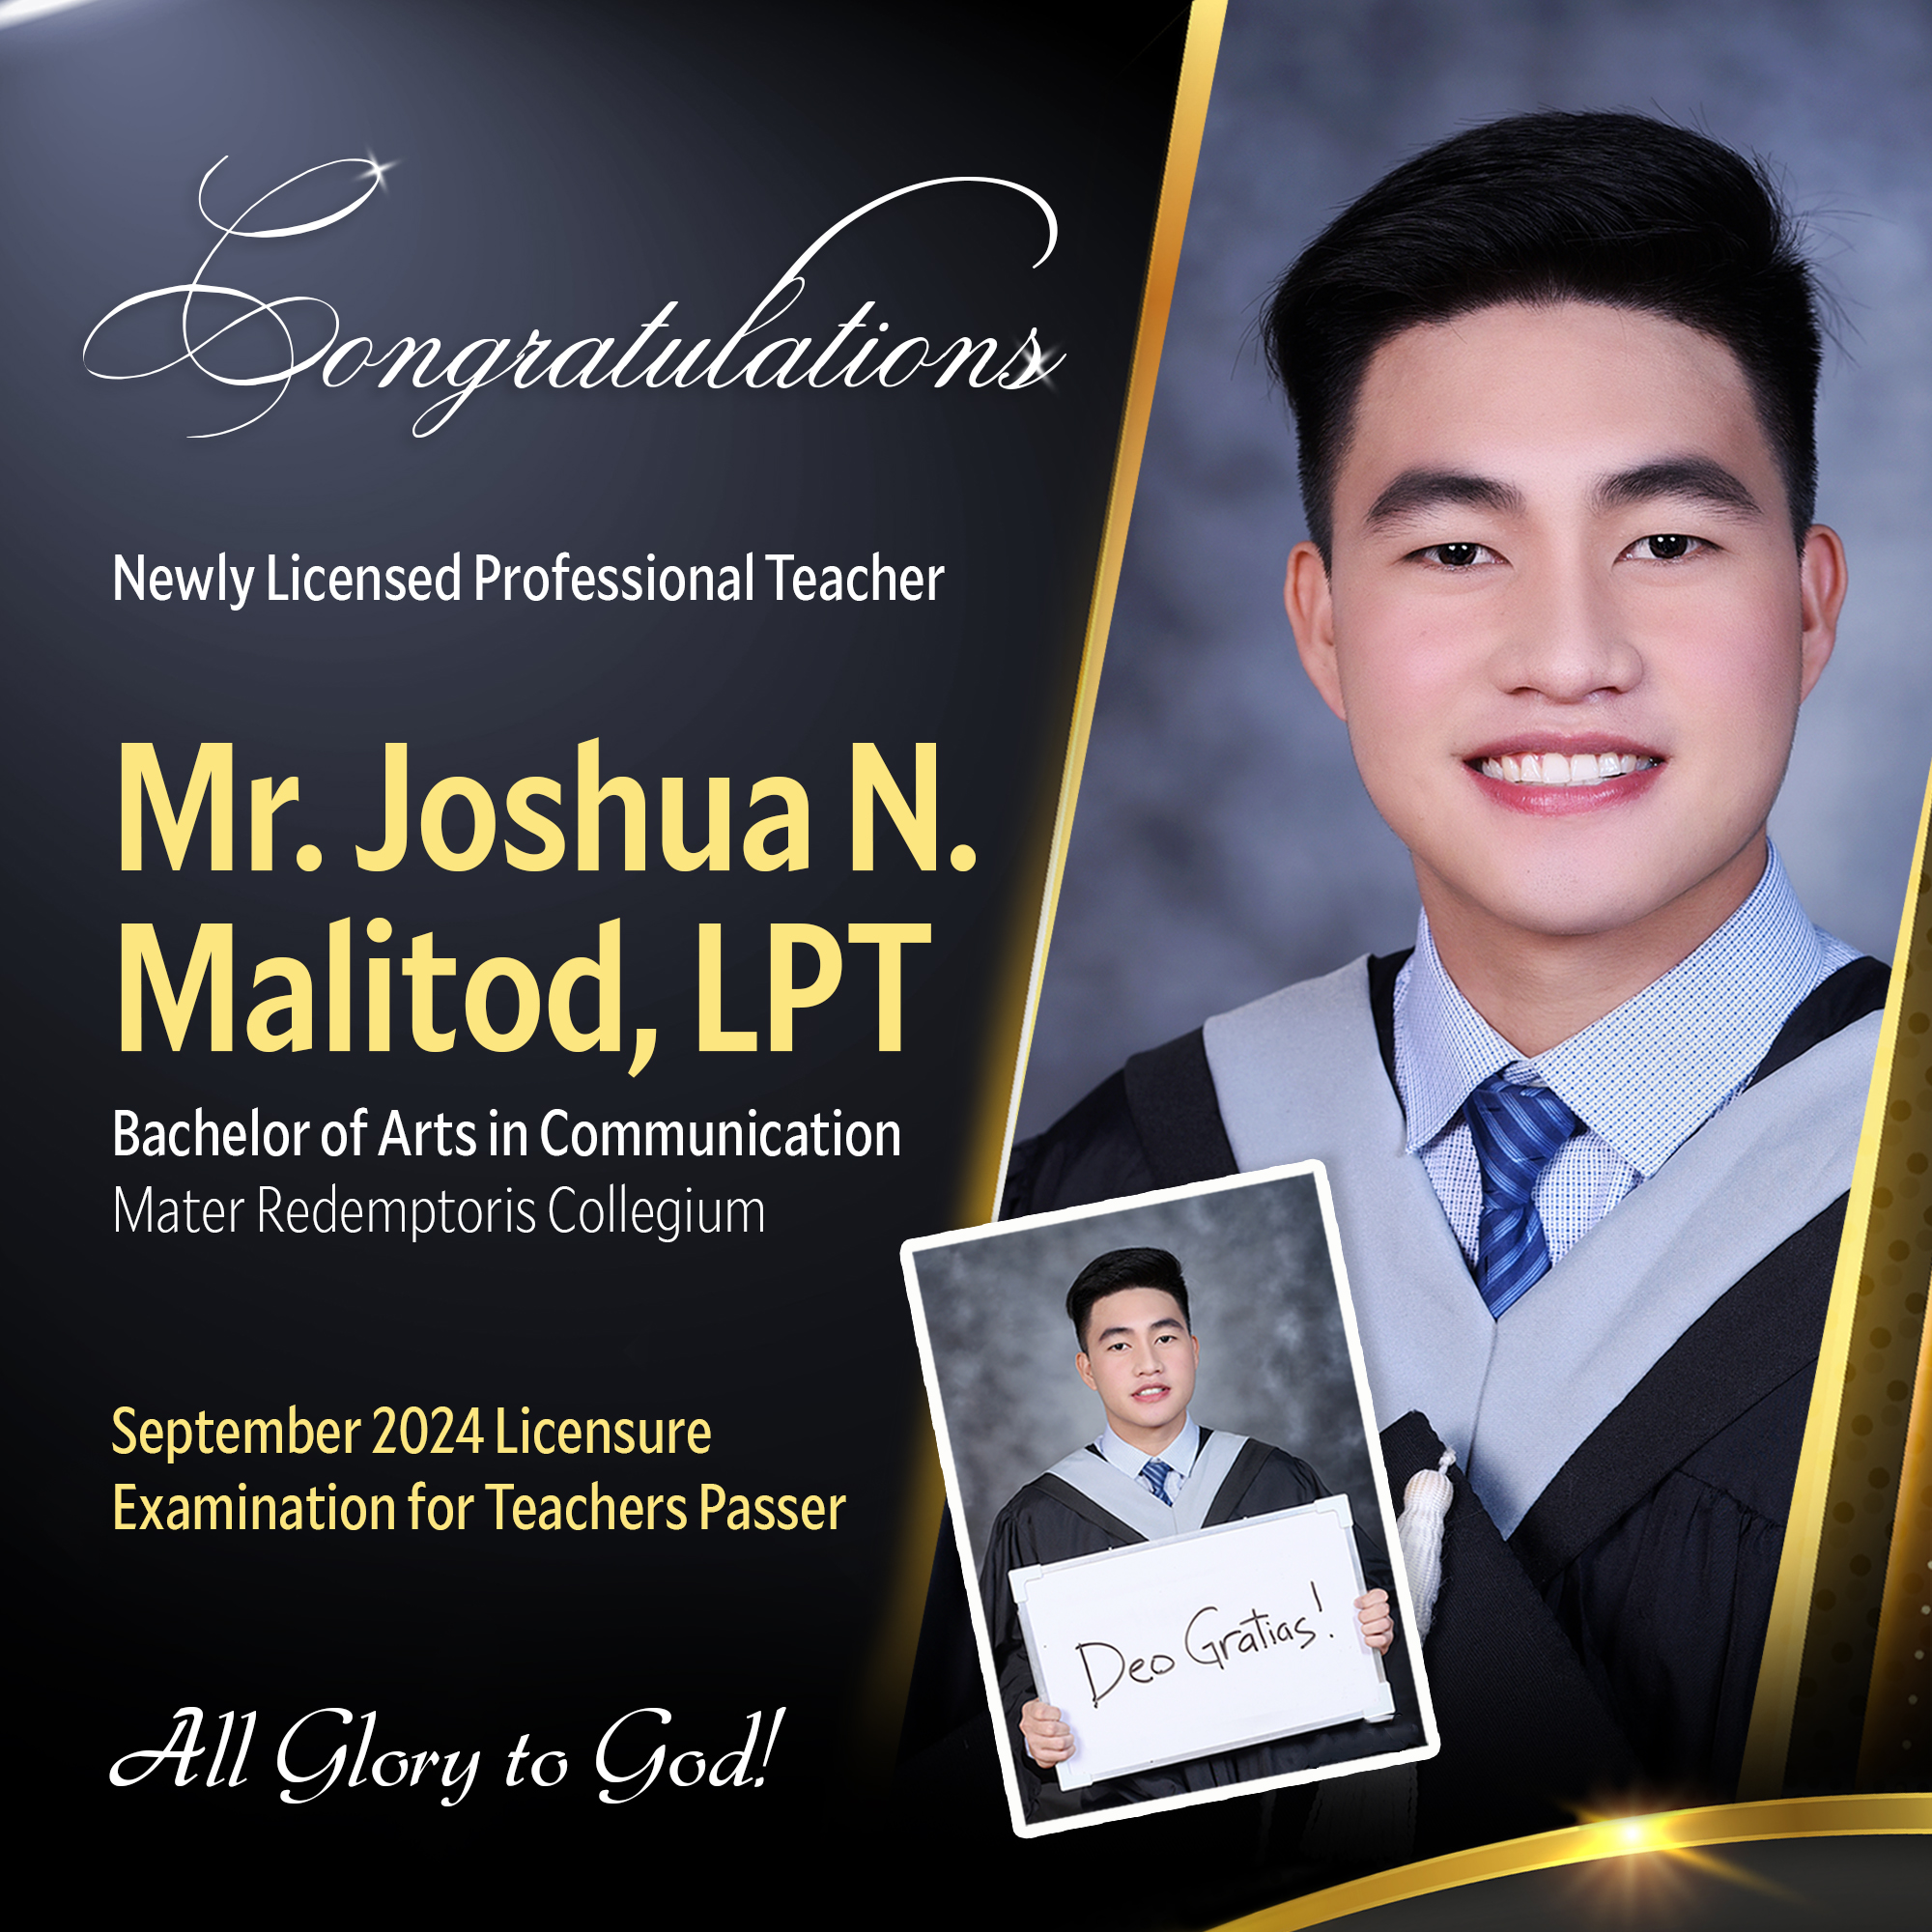 Congratulations
Newly Licensed Professional Teacher
Mr. Joshua N.
Malitod, LPT
Bachelor of Arts in Communication
Mater Redemptoris Collegium
September 2024 Licensure
Examination for Teachers Passer
All Glory to God!
Deo Gratias!